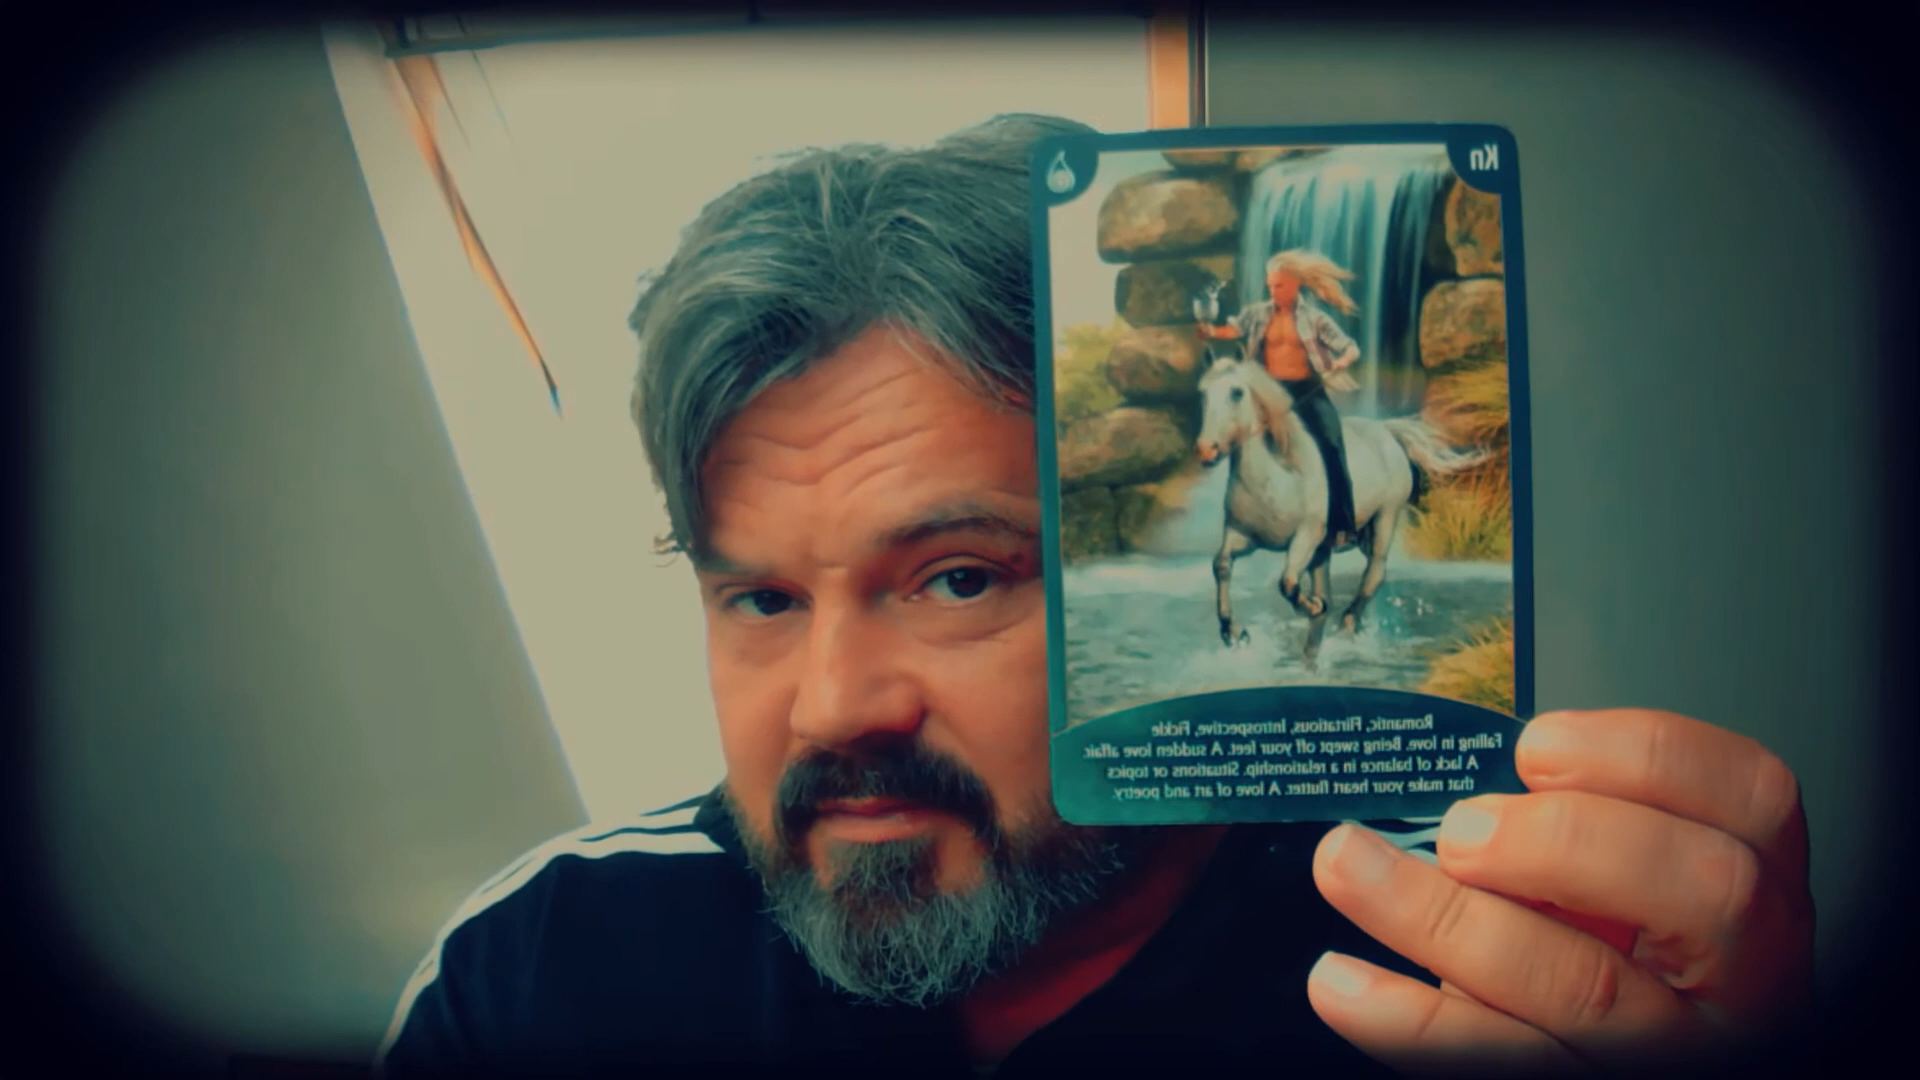 Kn
Romantic, Flirtatious, Introspective, Fickle
Falling in love. Being swept off your feet. A sudden love affair.
A lack of balance in a relationship. Situations or topics
that make your heart flutter. A love of art and poetry.